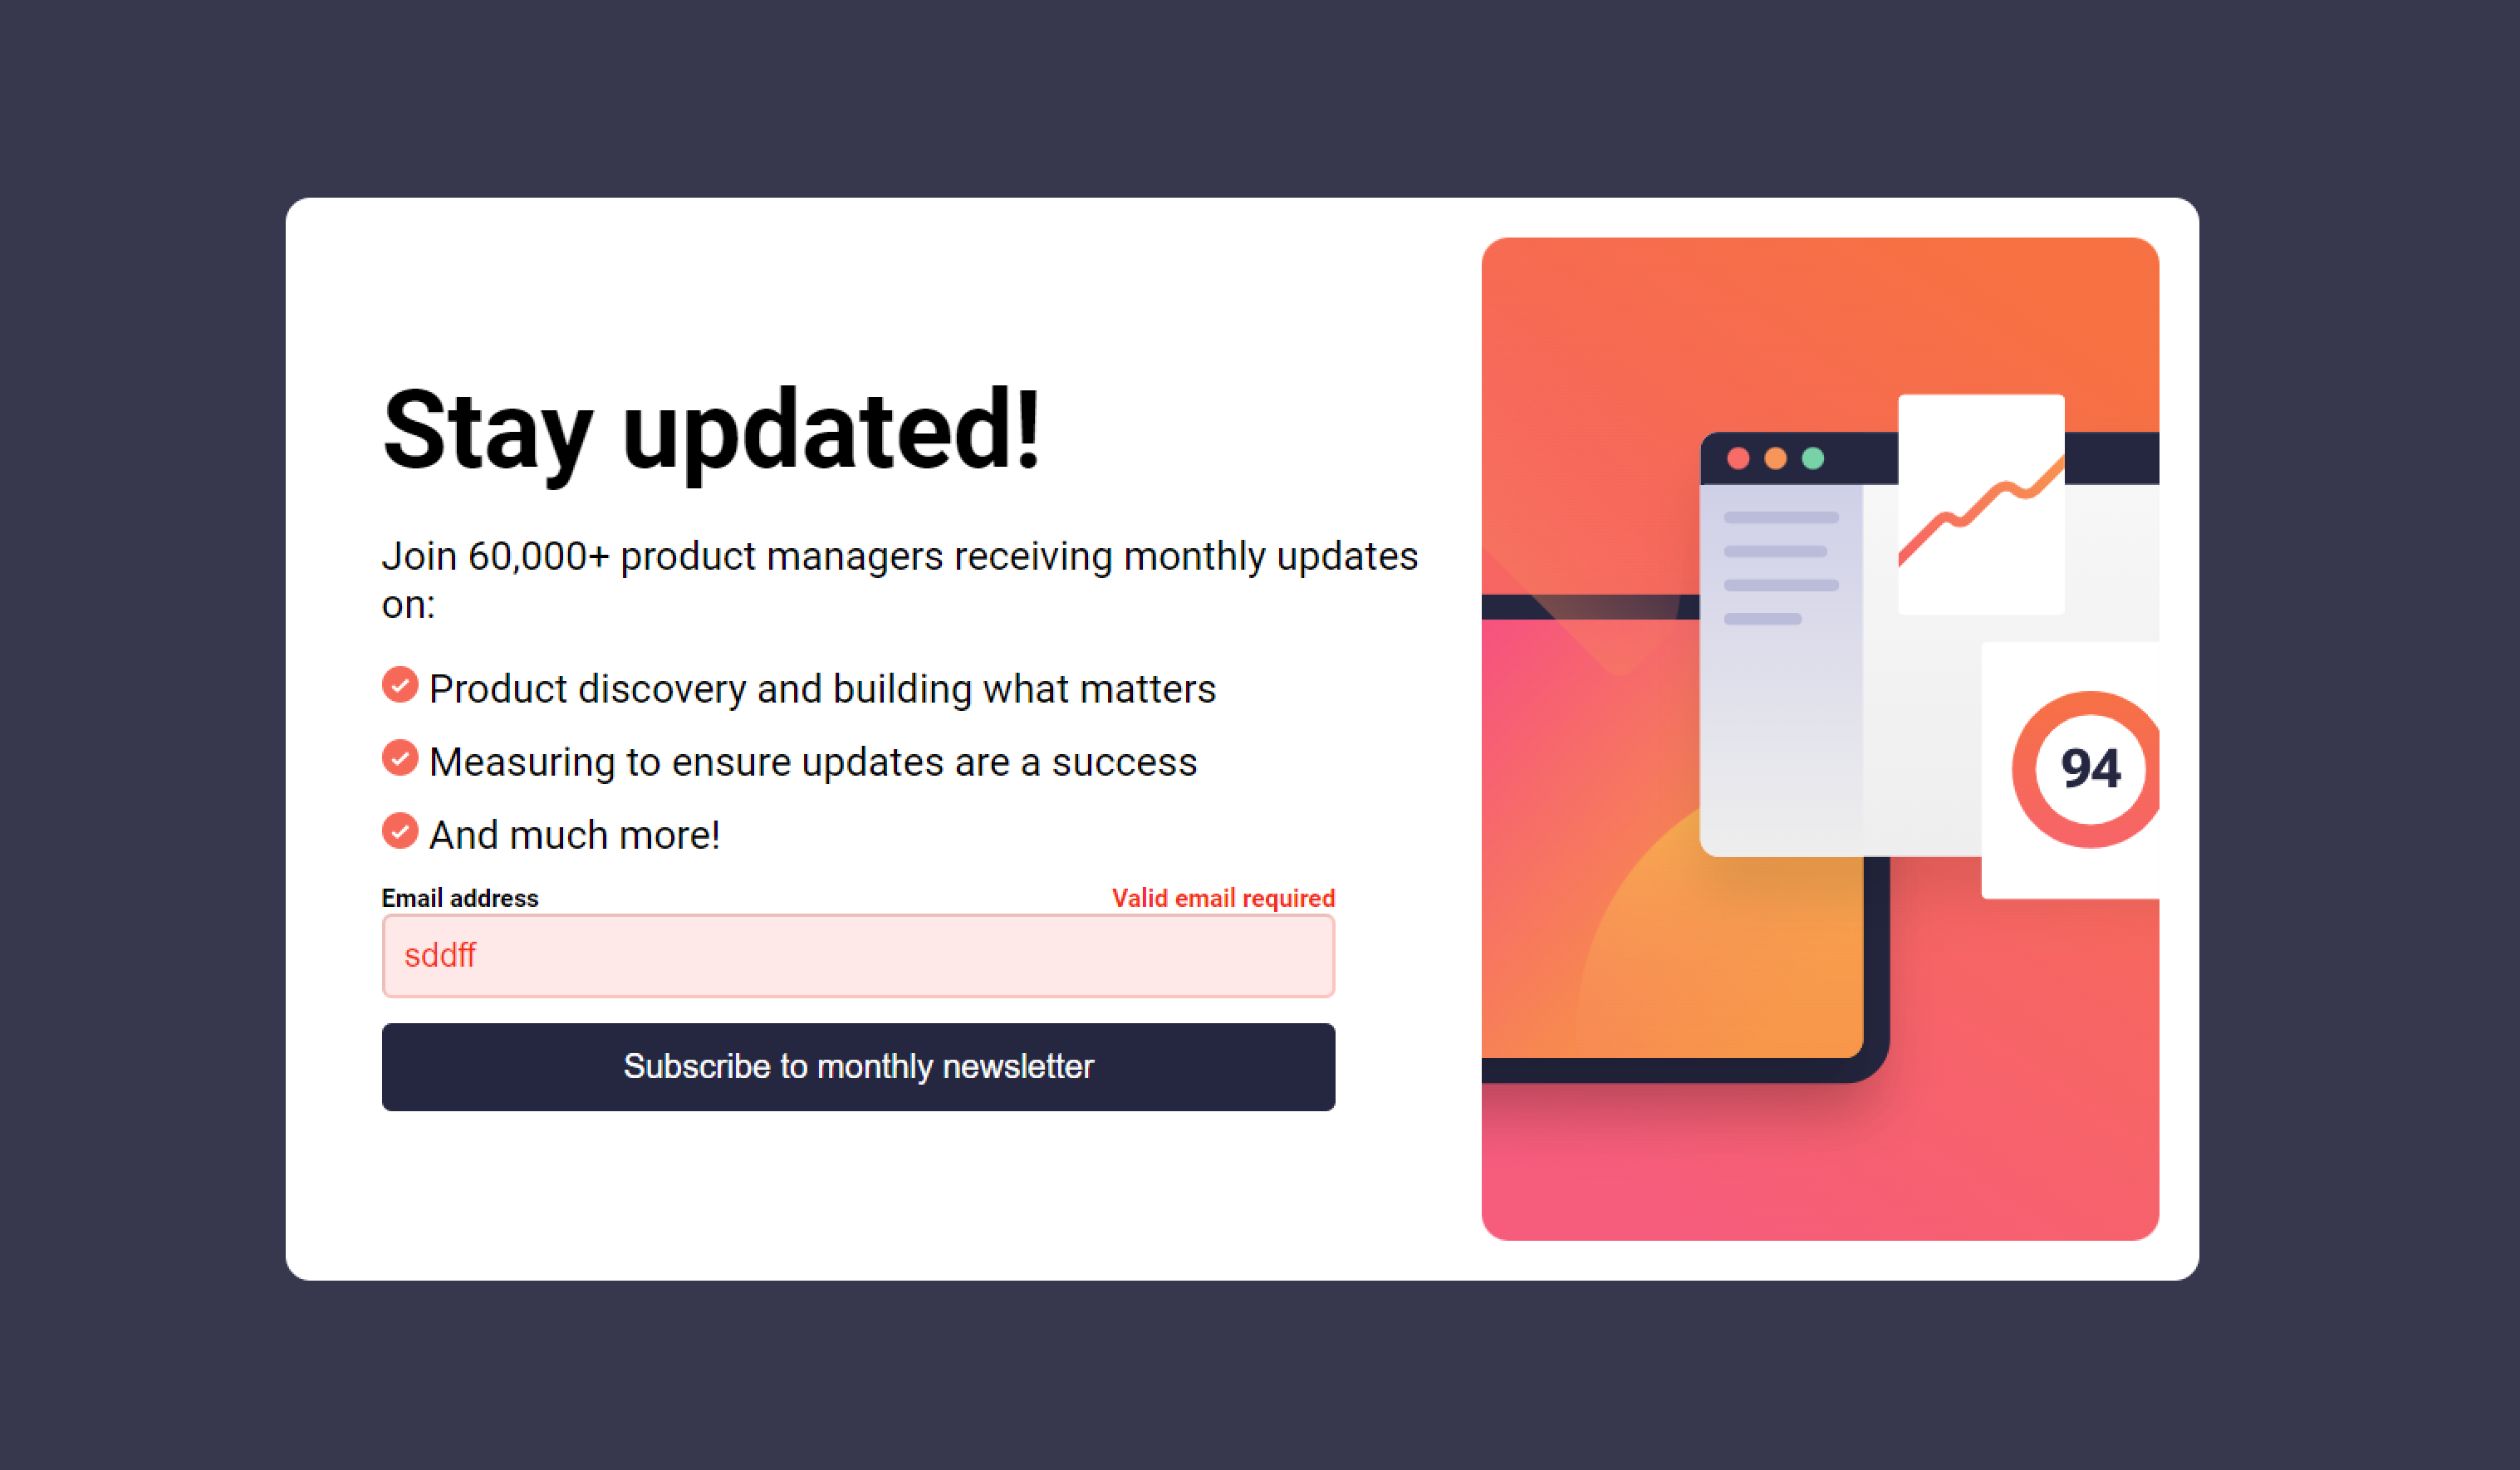 Stay updated!
Join 60,000+ product managers receiving monthly updates
on:
Product discovery and building what matters
Measuring to ensure updates are a success
And much more!
Email address
Valid email required
sddff
Subscribe to monthly newsletter
94